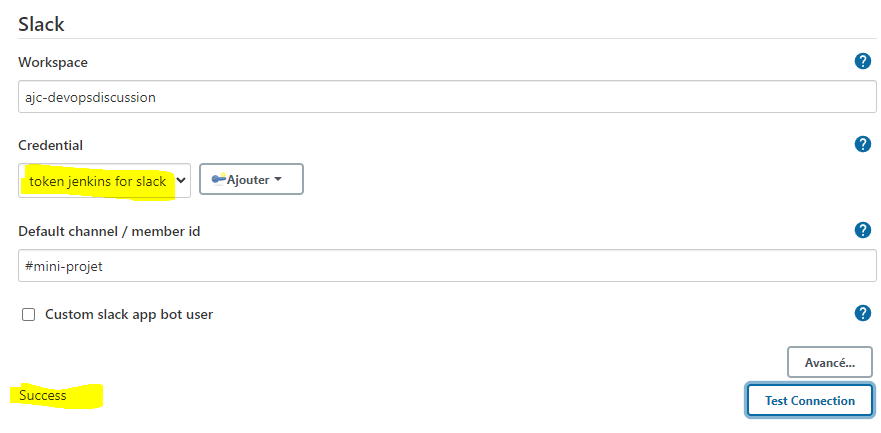 Slack
Workspace
ajc-devopsdiscussion
Credential
token jenkins for slack
Ajouter
Default channel / member id
#mini-projet
Custom slack app bot user
Avancé...
Success
Test Connection